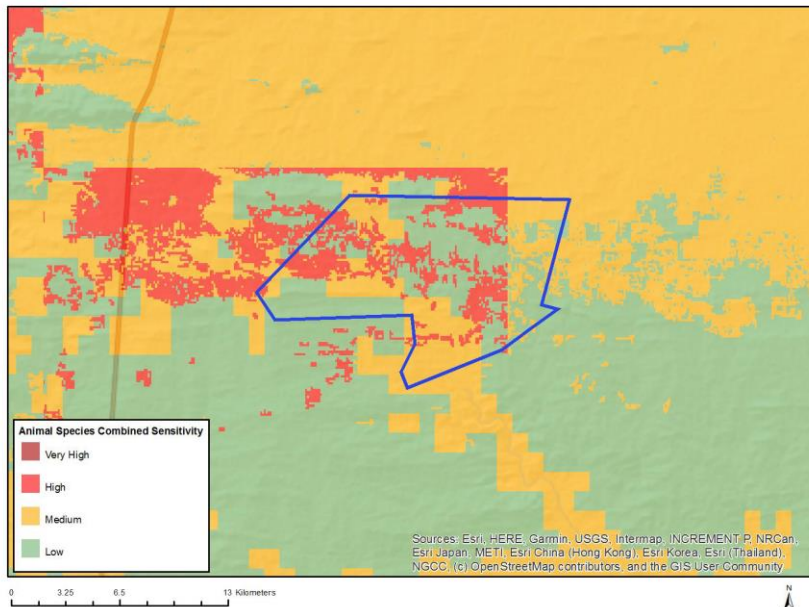 Animal Species Combined Sensitivity
Very High
High
Medium
Low
Sources: Esri, HERE, Garmin, USGS, Intermap, INCREMENT P, NRCan,
Esri Japan, METI, Esri China (Hong Kong), Esri Korea, Esri (Thailand),
NGCC, (c) OpenStreetMap contributors, and the GIS User Community
0 3.25 6.5 13 Kilometers
N